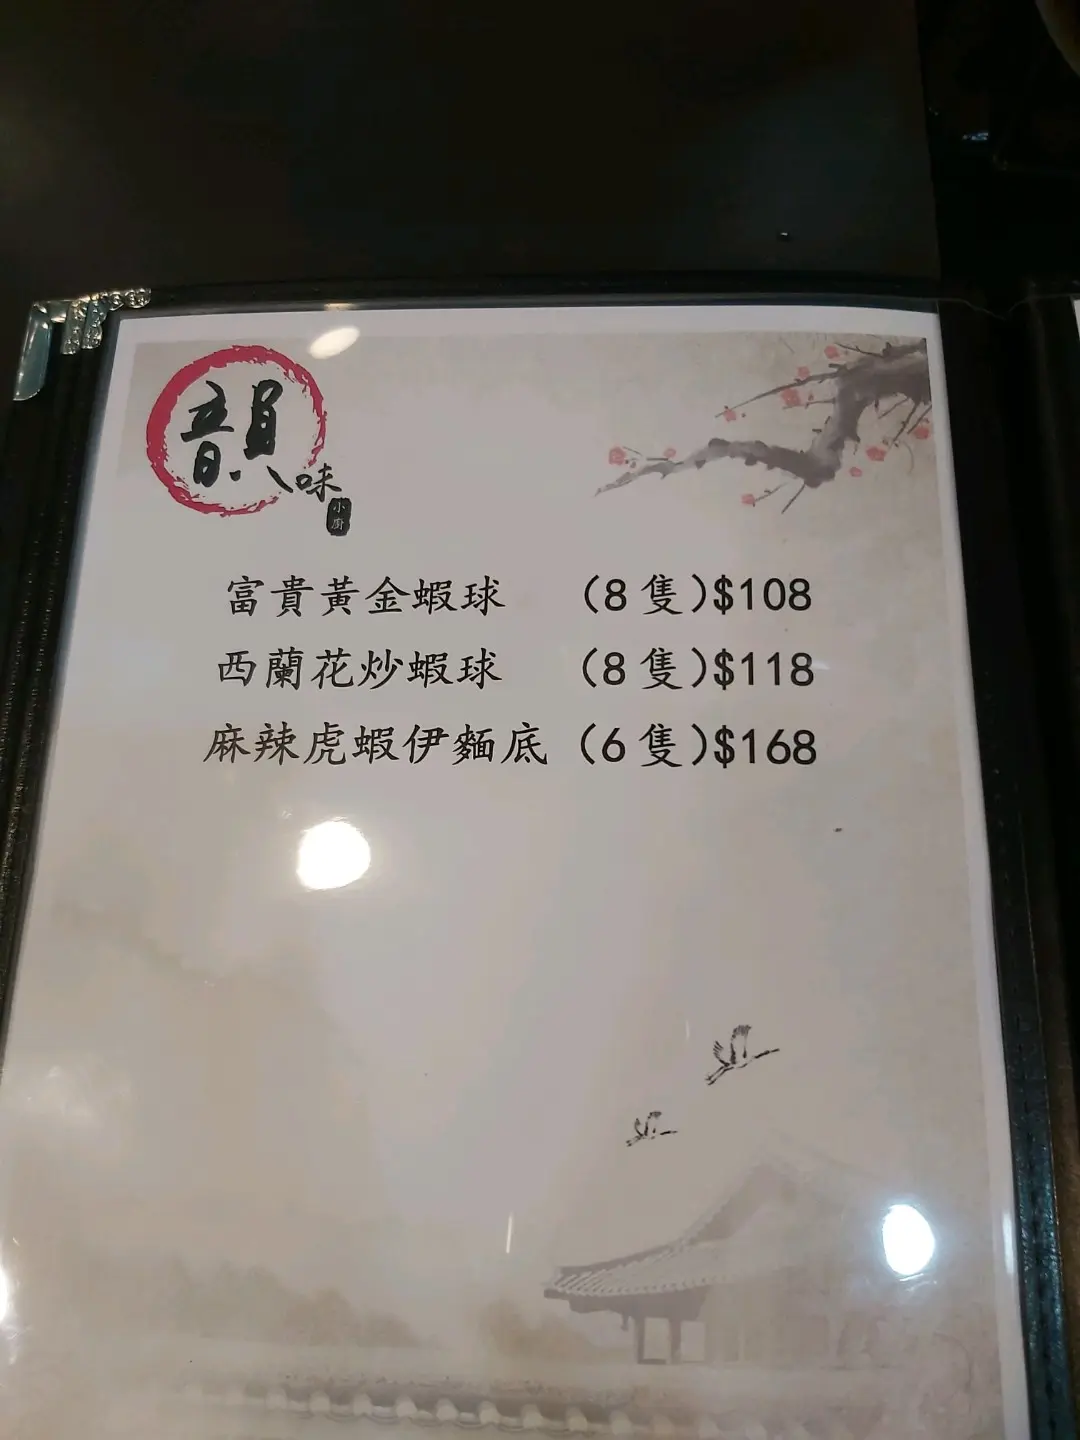 韻味
小廚
富貴黃金蝦球 (8隻)$108
西蘭花炒蝦球 (8隻)$118
麻辣虎蝦伊麵底 (6隻)$168